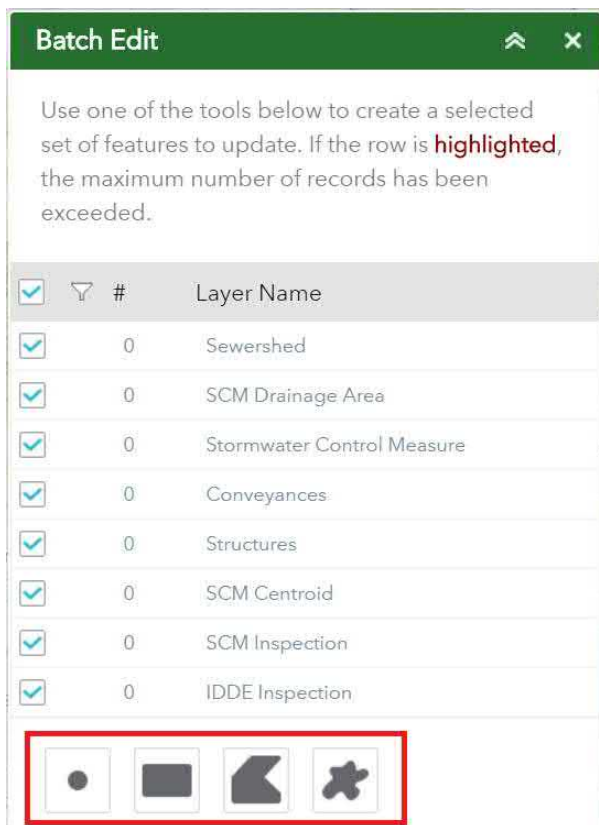 Batch Edit
Use one of the tools below to create a selected
set of features to update. If the row is highlighted,
the maximum number of records has been
exceeded.
# Layer Name
0 Sewershed
0 SCM Drainage Area
0 Stormwater Control Measure
0 Conveyances
0 Structures
0 SCM Centroid
0 SCM Inspection
0 IDDE Inspection